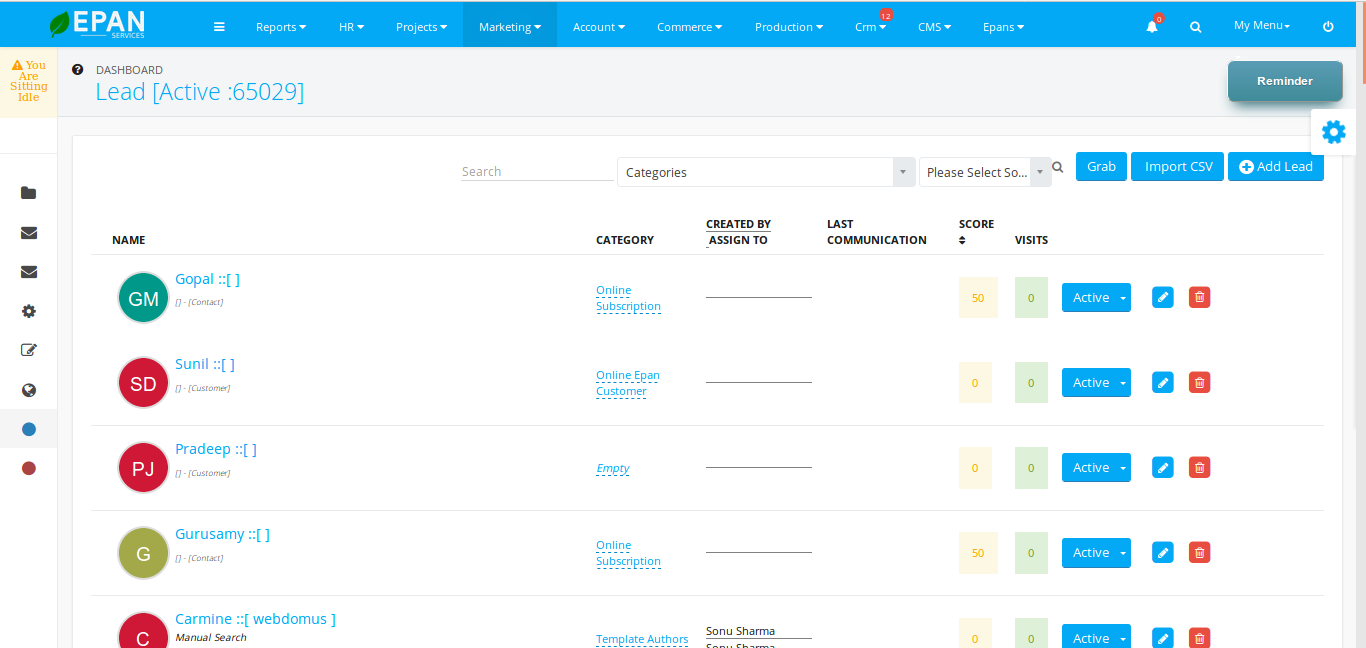 EPAN
SERVICES
Reports
HR
Projects
Marketing
Account
Commerce
Production
Crm
12
CMS
Epans
0
My Menu
You
Are
Sitting
Idle
DASHBOARD
Lead [Active :65029]
Reminder
Search
Categories
Please Select So...
Grab
Import CSV
Add Lead
NAME
CATEGORY
CREATED BY
ASSIGN TO
LAST
COMMUNICATION
SCORE
VISITS
GM
Gopal ::[ ]
[] - [Contact]
Online
Subscription
50
0
Active
SD
Sunil ::[ ]
[] - [Customer]
Online Epan
Customer
0
0
Active
PJ
Pradeep ::[ ]
[] - [Customer]
Empty
0
0
Active
G
Gurusamy ::[ ]
[] - [Contact]
Online
Subscription
50
0
Active
C
Carmine ::[ webdomus ]
Manual Search
Template Authors
Sonu Sharma
Sonu Sharma
0
0
Active